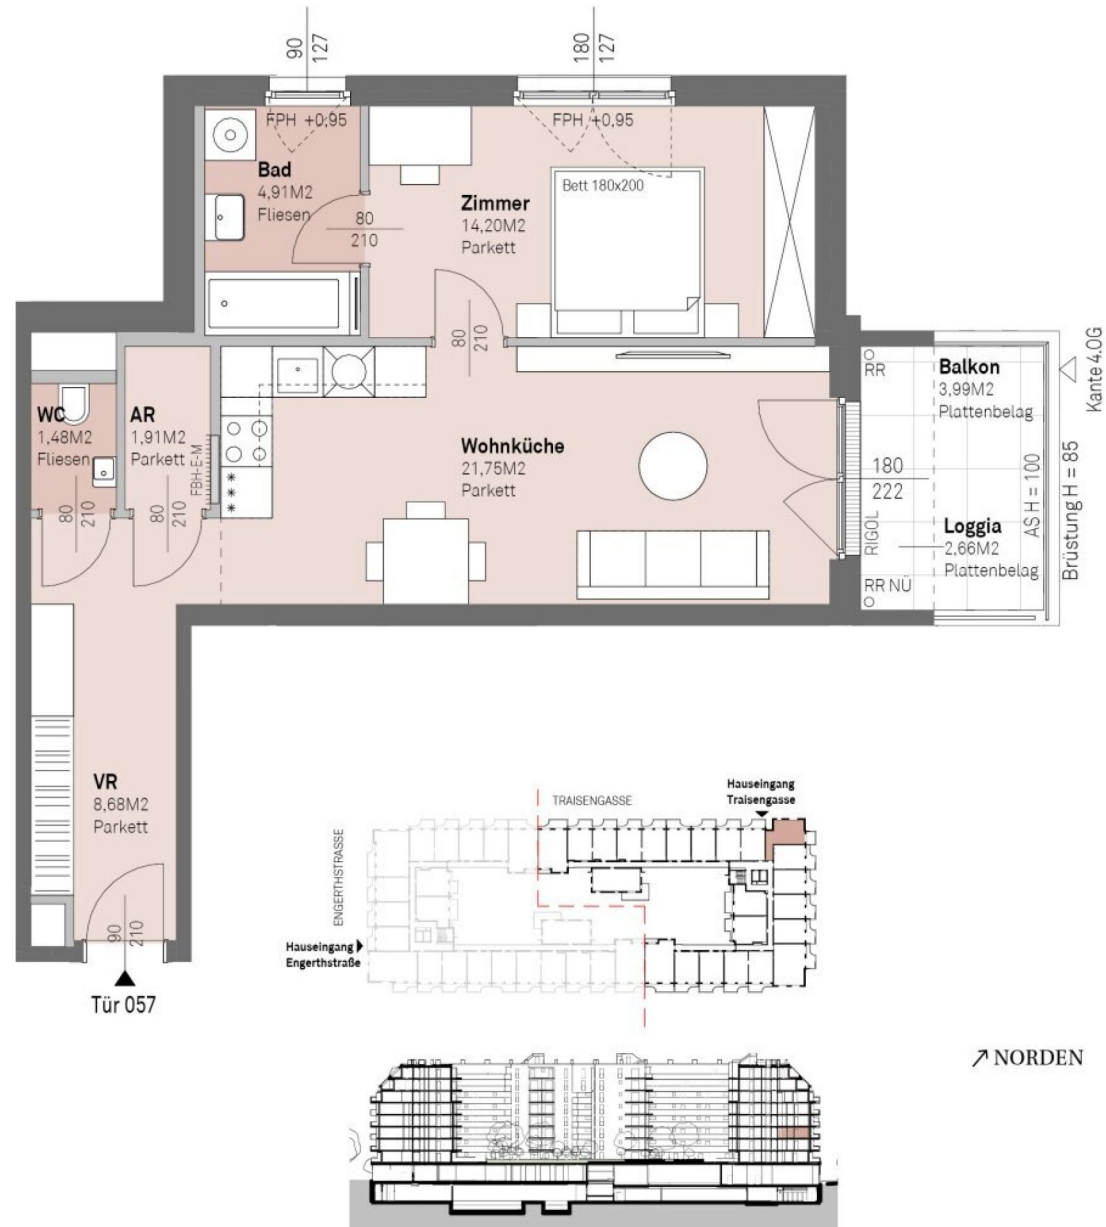 90
127
180
127
FPH +0,95
FPH +0,95
Bad
4,91M2
Fliesen
80
210
Zimmer
14,20M2
Parkett
Bett 180x200
80
210
WC
1,48M2
Fliesen
AR
1,91M2
Parkett
FBH-E-M
80
210
80
210
Wohnküche
21,75M2
Parkett
RR
Balkon
3,99M2
Plattenbelag
180
222
RIGOL
Loggia
2,66M2
Plattenbelag
RR NÜ
AS H = 100
Brüstung H = 85
Kante 4.OG
VR
8,68M2
Parkett
90
210
Tür 057
TRAISENGASSE
Hauseingang
Traisengasse
ENGERTHSTRASSE
Hauseingang
Engerthstraße
NORDEN